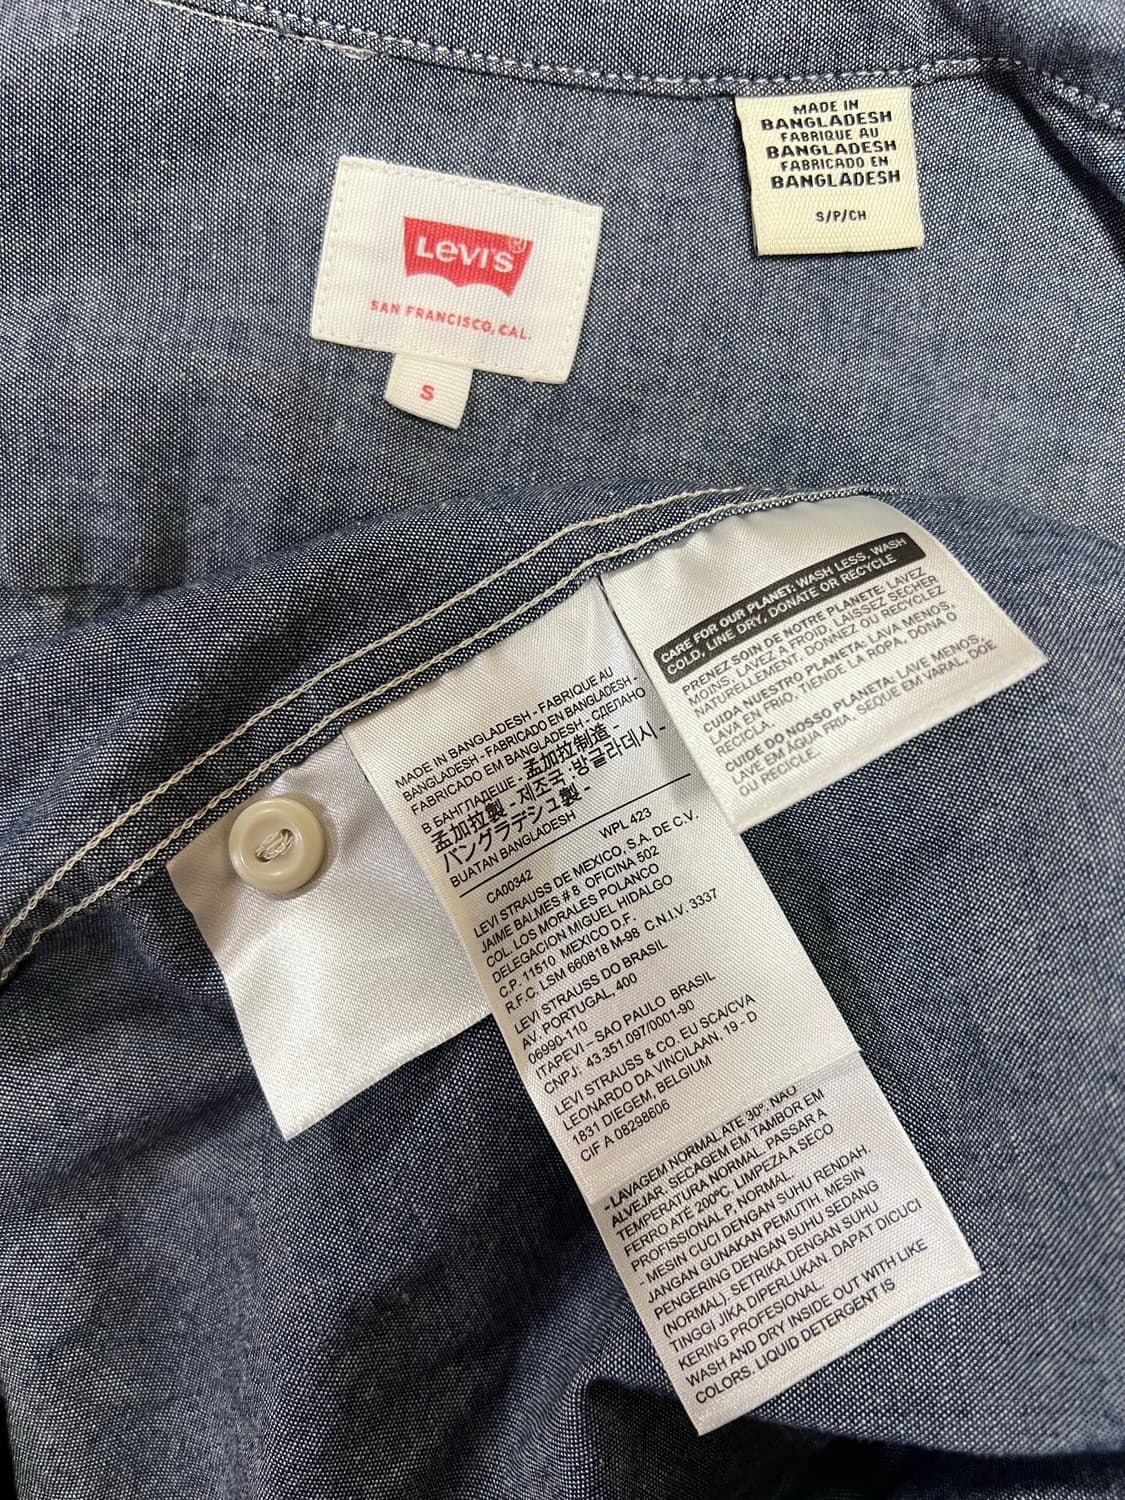 MADE IN
BANGLADESH
FABRIQUE AU
BANGLADESH
FABRICADO EN
BANGLADESH
S/P/CH
LEVI'S®
SAN FRANCISCO, CAL.
S
CARE FOR OUR PLANET: WASH LESS, WASH
COLD, LINE DRY, DONATE OR RECYCLE
PRENEZ SOIN DE NOTRE PLANETE: LAVEZ
MOINS, LAVEZ A FROID, LAISSEZ SECHER
NATURELLEMENT, DONNEZ OU RECYCLEZ
CUIDA NUESTRO PLANETA: LAVA MENOS,
LAVA EN FRIO, TIENDE LA ROPA, DONA O
RECICLA.
CUIDE DO NOSSO PLANETA: LAVE MENOS,
LAVE EM ÁGUA FRIA, SEQUE EM VARAL, DOE
OU RECICLE.
MADE IN BANGLADESH - FABRIQUE AU
BANGLADESH - FABRICADO EN BANGLADESH -
FABRICADO EM BANGLADESH - СДЕЛАНО
В БАНГЛАДЕШЕ - 孟加拉制造 -
孟加拉製 - 제조국 :방글라데시 -
バングラデシュ製 -
BUATAN BANGLADESH
CA00342 WPL 423
LEVI STRAUSS DE MEXICO, S.A. DE C.V.
JAIME BALMES # 8 OFICINA 502
COL. LOS MORALES POLANCO
DELEGACION MIGUEL HIDALGO
C.P. 11510 MEXICO D.F.
R.F.C. LSM 660818 M-98 C.N.I.V. 3337
LEVI STRAUSS DO BRASIL
AV. PORTUGAL, 400
06990-110
ITAPEVI – SAO PAULO BRASIL
CNPJ: 43.351.097/0001-90
LEVI STRAUSS & CO. EU SCA/CVA
LEONARDO DA VINCILAAN, 19 - D
1831 DIEGEM, BELGIUM
CIF A 08298606
- LAVAGEM NORMAL ATE 30º. NÃO
ALVEJAR. SECAGEM EM TAMBOR EM
TEMPERATURA NORMAL. PASSAR A
FERRO ATÉ 200ºC. LIMPEZA A SECO
PROFISSIONAL P, NORMAL.
- MESIN CUCI DENGAN SUHU RENDAH.
JANGAN GUNAKAN PEMUTIH. MESIN
PENGERING DENGAN SUHU SEDANG
(NORMAL). SETRIKA DENGAN SUHU
TINGGI JIKA DIPERLUKAN. DAPAT DICUCI
KERING PROFESIONAL
WASH AND DRY INSIDE OUT WITH LIKE
COLORS. LIQUID DETERGENT IS